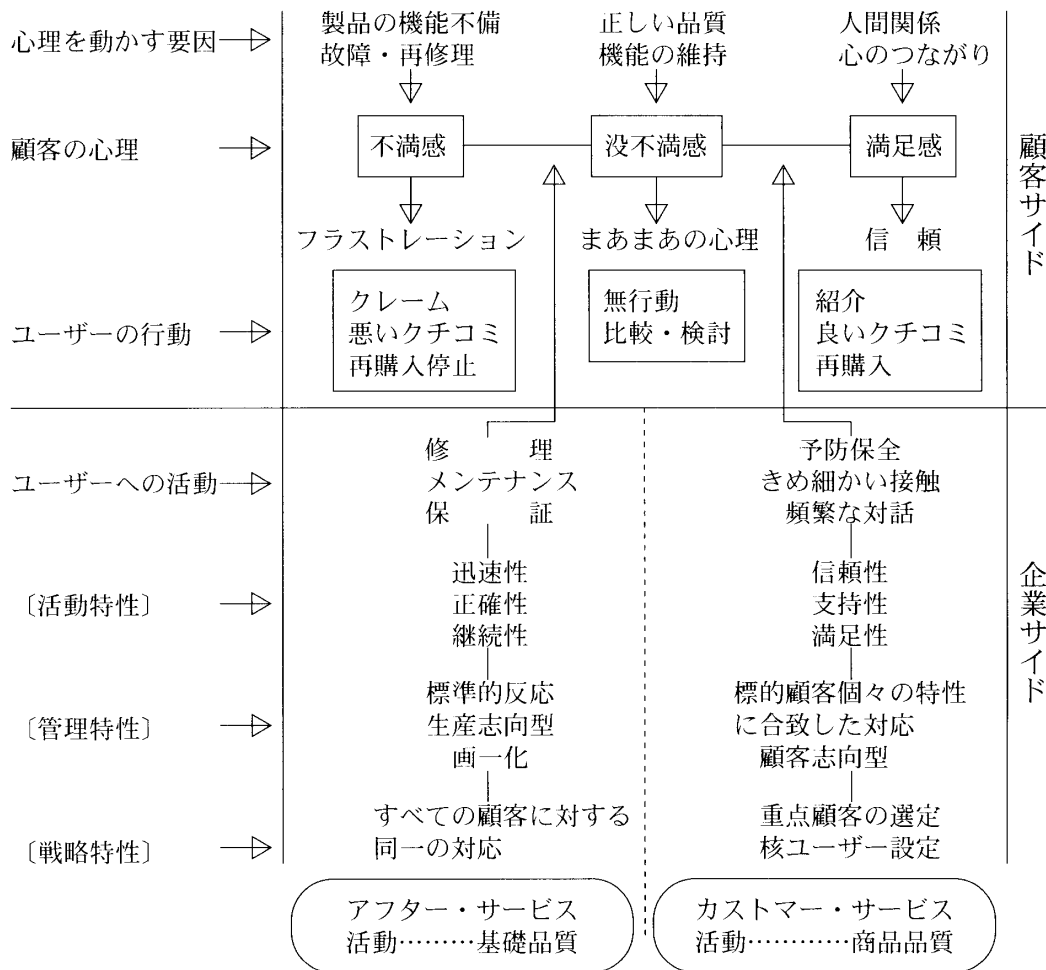 心理を動かす要因
製品の機能不備
故障・再修理
正しい品質
機能の維持
人間関係
心のつながり
顧客の心理
不満感
没不満感
満足感
フラストレーション
まあまあの心理
信　頼
ユーザーの行動
クレーム
悪いクチコミ
再購入停止
無行動
比較・検討
紹介
良いクチコミ
再購入
顧客サイド
ユーザーへの活動
修　　　理
メンテナンス
保　　　証
予防保全
きめ細かい接触
頻繁な対話
〔活動特性〕
迅速性
正確性
継続性
信頼性
支持性
満足性
〔管理特性〕
標準的反応
生産志向型
画一化
標的顧客個々の特性
に合致した対応
顧客志向型
〔戦略特性〕
すべての顧客に対する
同一の対応
重点顧客の選定
核ユーザー設定
企業サイド
アフター・サービス
活動………基礎品質
カストマー・サービス
活動…………商品品質